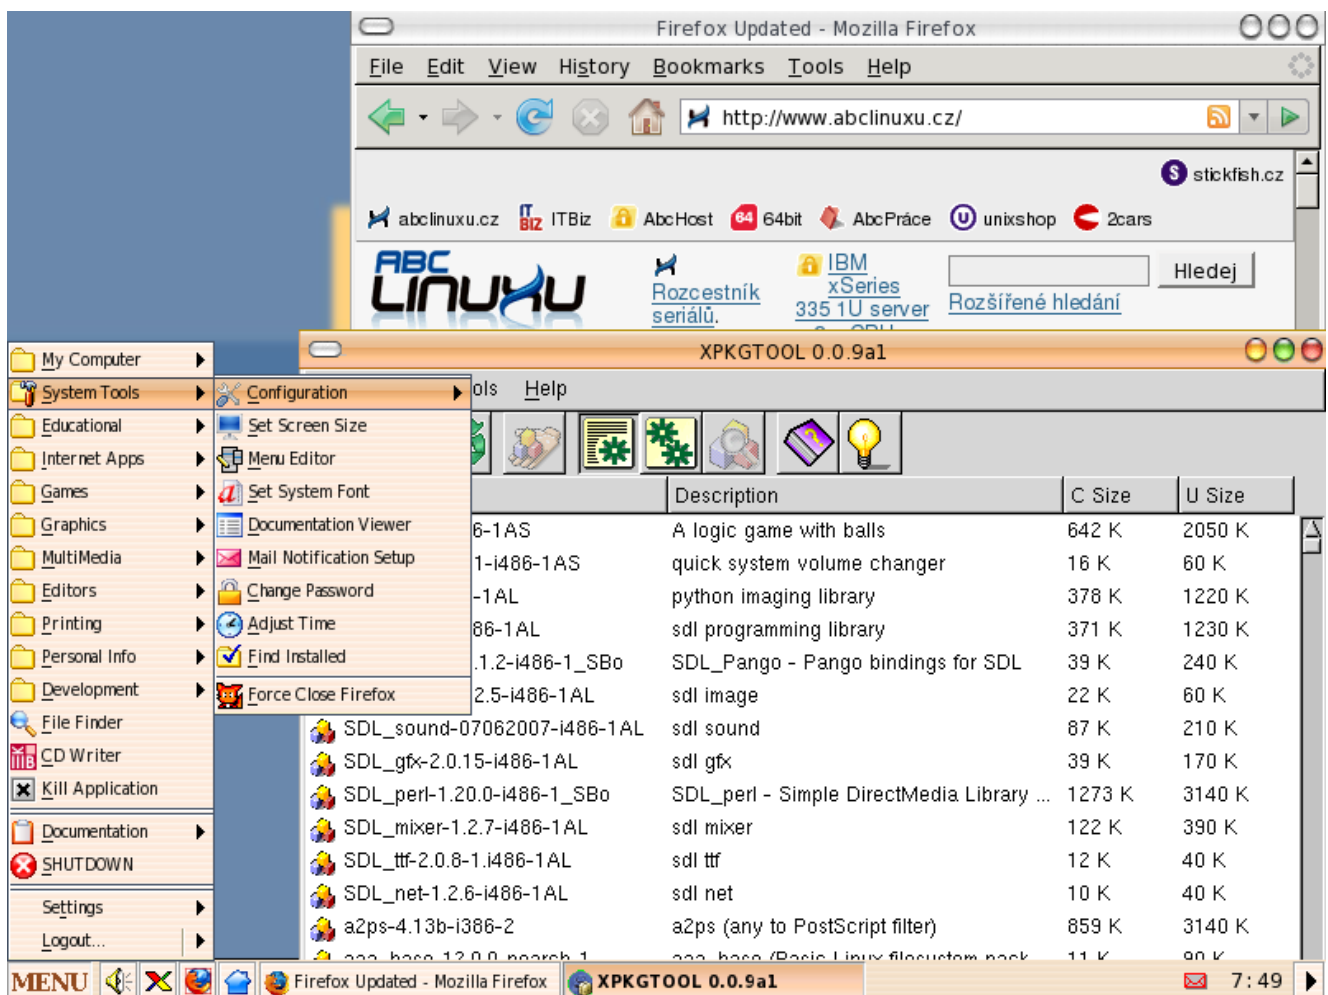 Firefox Updated - Mozilla Firefox
File Edit View History Bookmarks Tools Help
http://www.abclinuxu.cz/
S stickfish.cz
abclinuxu.cz IT BIZ ITBiz AbcHost 64 64bit AbcPráce U unixshop 2cars
ABC LINUXU
Rozcestník seriálů.
IBM xSeries 335 1U server
Hledej
Rozšířené hledání
XPKGTOOL 0.0.9a1
ols Help
Description C Size U Size
6-1AS A logic game with balls 642 K 2050 K
1-i486-1AS quick system volume changer 16 K 60 K
-1AL python imaging library 378 K 1220 K
86-1AL sdl programming library 371 K 1230 K
.1.2-i486-1_SBo SDL_Pango - Pango bindings for SDL 39 K 240 K
2.5-i486-1AL sdl image 22 K 60 K
SDL_sound-07062007-i486-1AL sdl sound 87 K 210 K
SDL_gfx-2.0.15-i486-1AL sdl gfx 39 K 170 K
SDL_perl-1.20.0-i486-1_SBo SDL_perl - Simple DirectMedia Library ... 1273 K 3140 K
SDL_mixer-1.2.7-i486-1AL sdl mixer 122 K 390 K
SDL_ttf-2.0.8-1.i486-1AL sdl ttf 12 K 40 K
SDL_net-1.2.6-i486-1AL sdl net 10 K 40 K
a2ps-4.13b-i386-2 a2ps (any to PostScript filter) 859 K 3140 K
My Computer
System Tools
Educational
Internet Apps
Games
Graphics
MultiMedia
Editors
Printing
Personal Info
Development
File Finder
CD Writer
Kill Application
Documentation
SHUTDOWN
Settings
Logout...
Configuration
Set Screen Size
Menu Editor
Set System Font
Documentation Viewer
Mail Notification Setup
Change Password
Adjust Time
Find Installed
Force Close Firefox
MENU Firefox Updated - Mozilla Firefox XPKGTOOL 0.0.9a1 7:49